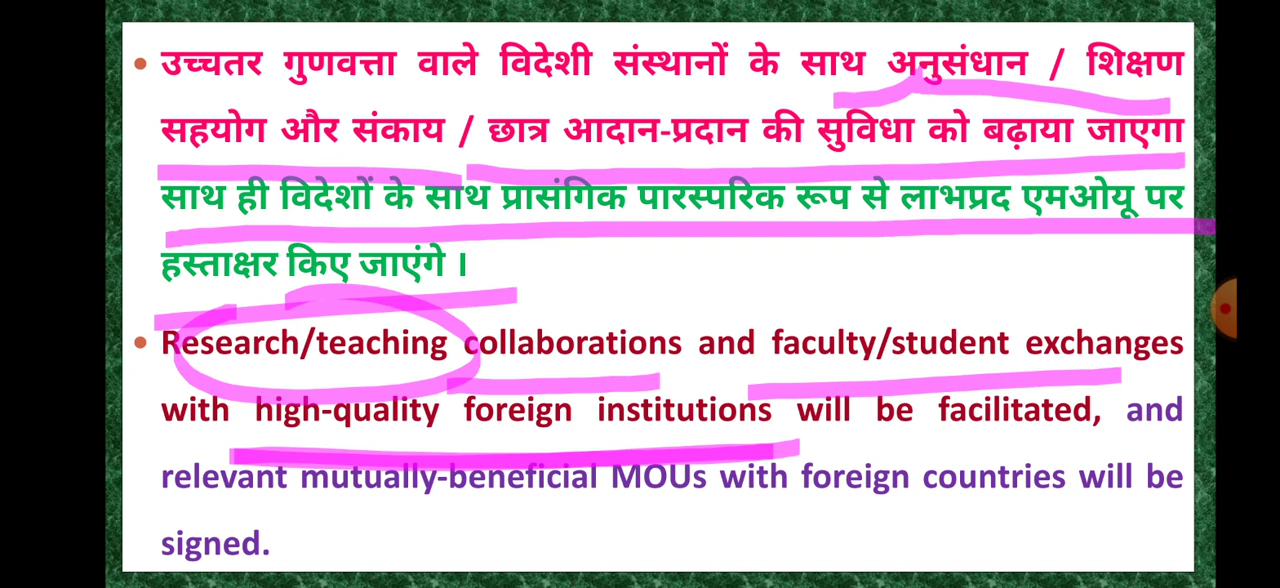 • उच्चतर गुणवत्ता वाले विदेशी संस्थानों के साथ अनुसंधान / शिक्षण
सहयोग और संकाय / छात्र आदान-प्रदान की सुविधा को बढ़ाया जाएगा
साथ ही विदेशों के साथ प्रासंगिक पारस्परिक रूप से लाभप्रद एमओयू पर
हस्ताक्षर किए जाएंगे ।
• Research/teaching collaborations and faculty/student exchanges
with high-quality foreign institutions will be facilitated, and
relevant mutually-beneficial MOUs with foreign countries will be
signed.